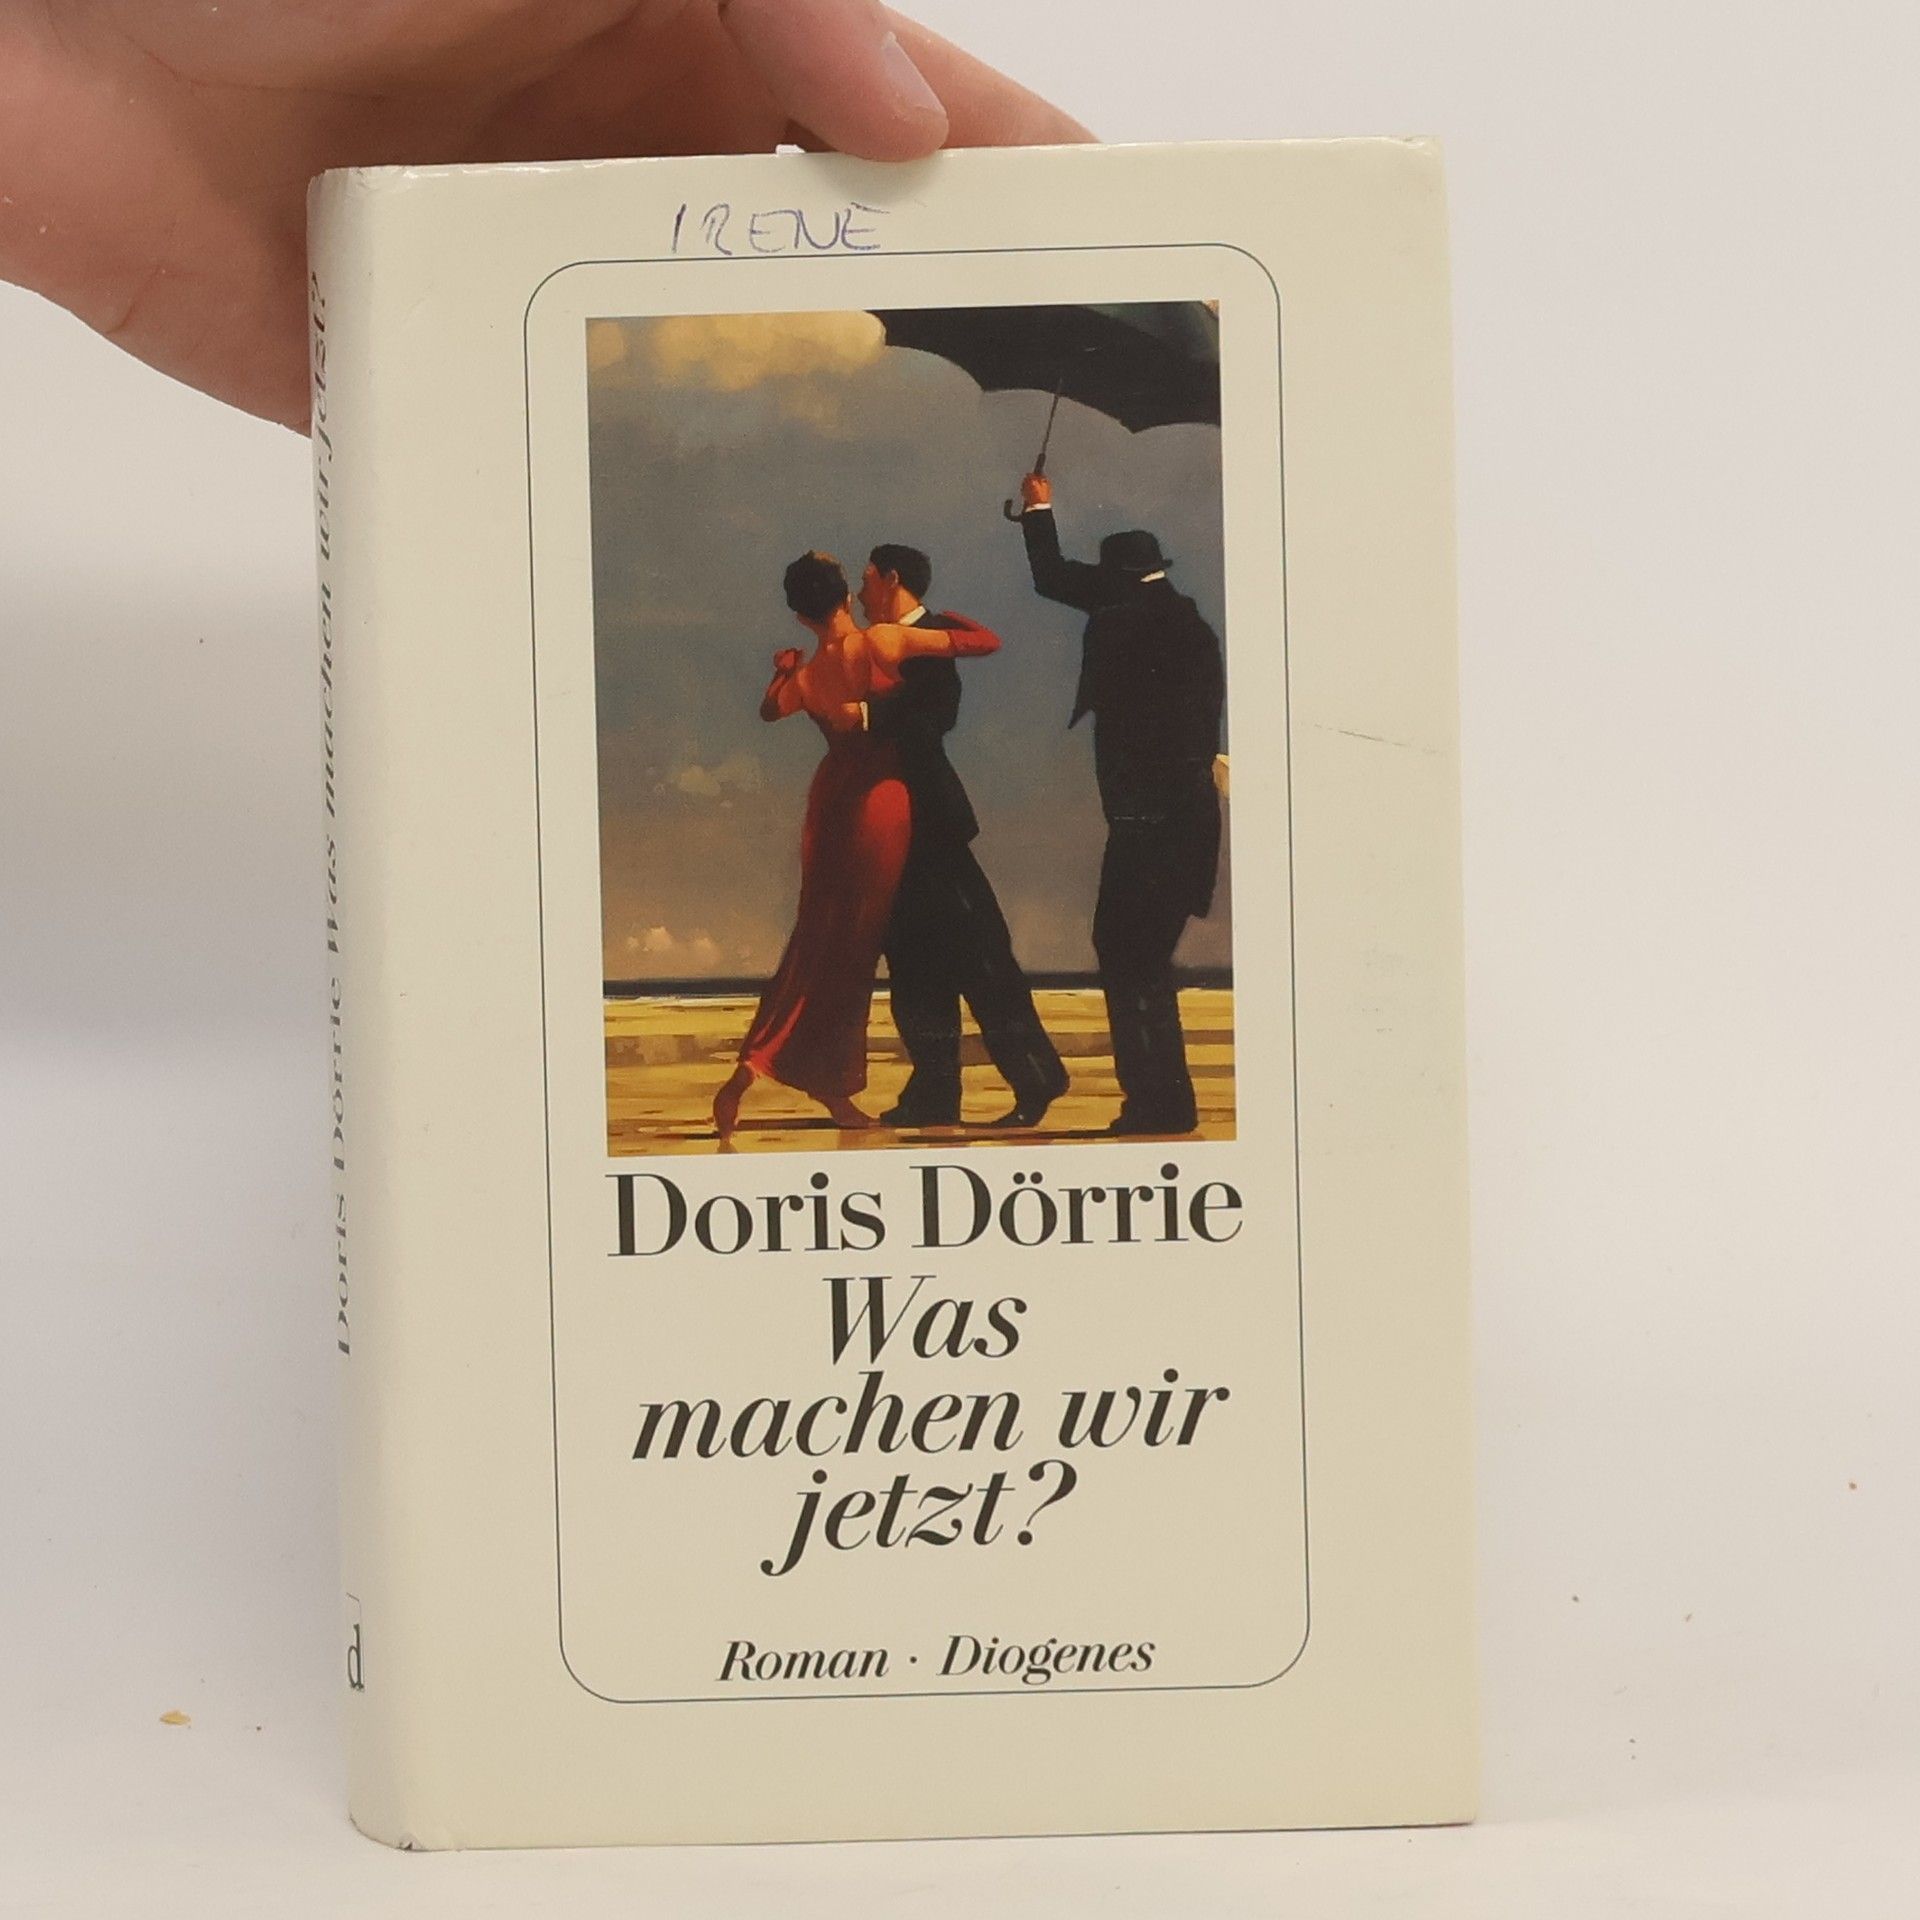 IRENE
Doris Dörrie
Was
machen wir
jetzt?
Roman · Diogenes
Doris Dörrie Was machen wir jetzt?
d